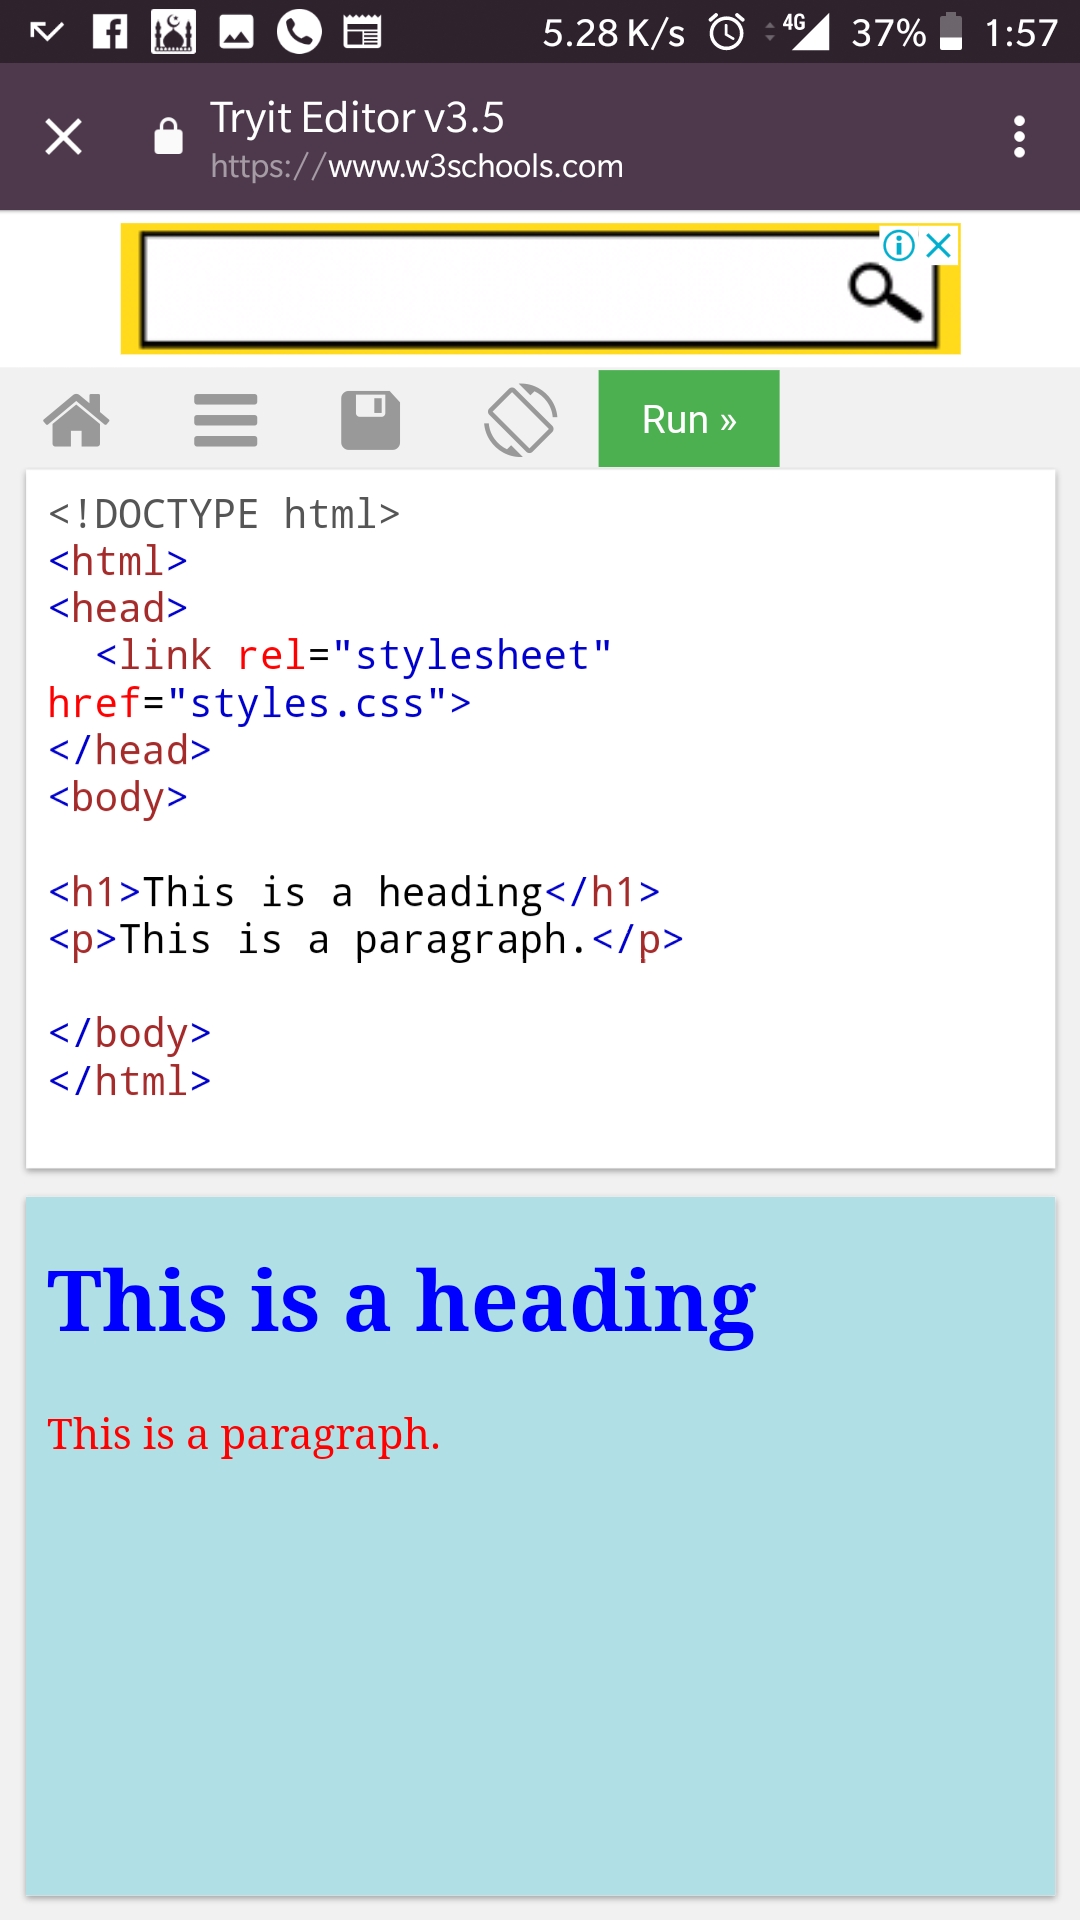 5.28 K/s 4G 37% 1:57
Tryit Editor v3.5
https://www.w3schools.com
Run »
<!DOCTYPE html>
<html>
<head>
  <link rel="stylesheet"
href="styles.css">
</head>
<body>
<h1>This is a heading</h1>
<p>This is a paragraph.</p>
</body>
</html>
This is a heading
This is a paragraph.